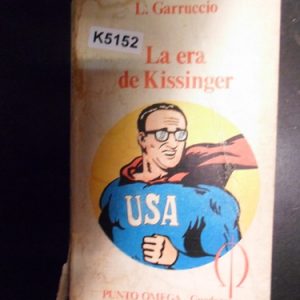 L. Garruccio
K5152
La era
de Kissinger
USA
PUNTO OMEGA